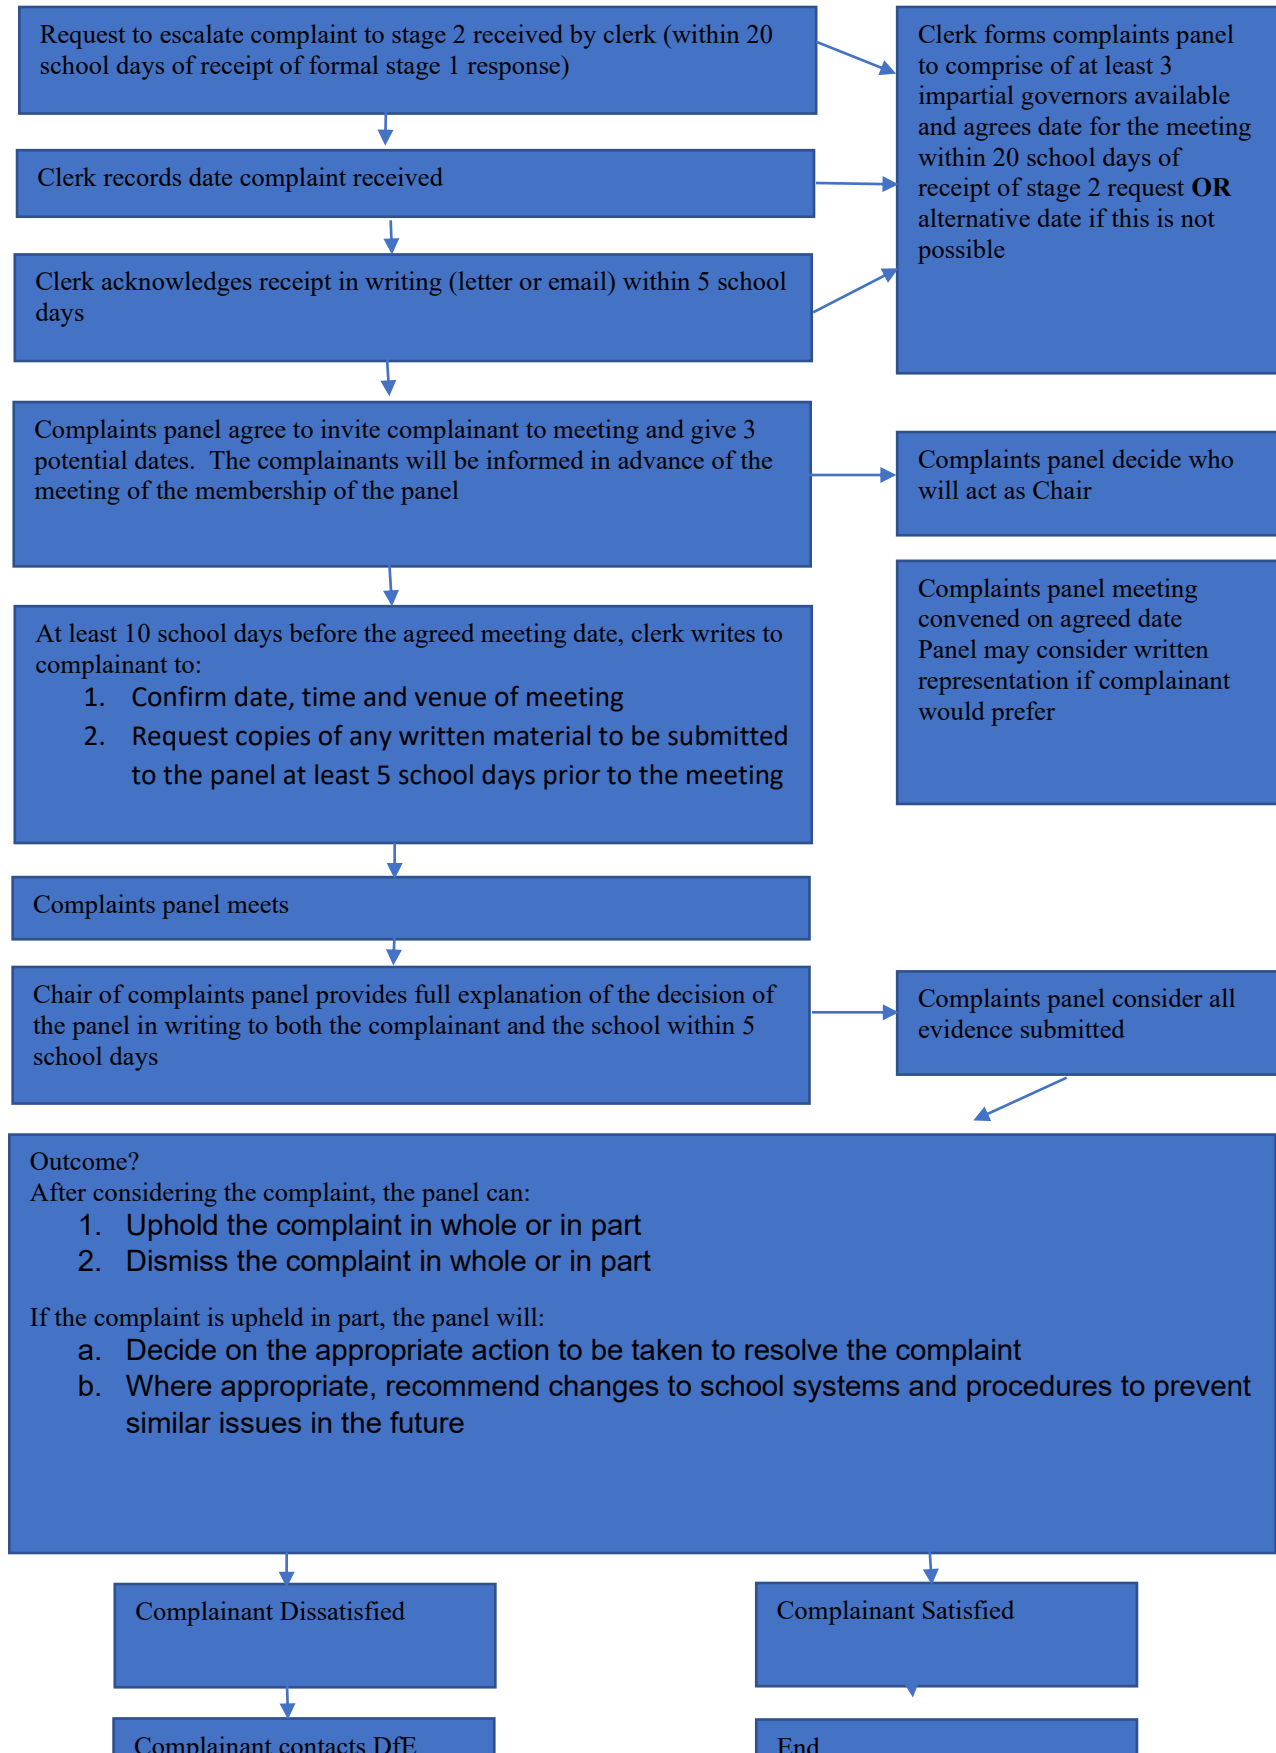 Request to escalate complaint to stage 2 received by clerk (within 20
school days of receipt of formal stage 1 response)
Clerk forms complaints panel
to comprise of at least 3
impartial governors available
and agrees date for the meeting
within 20 school days of
receipt of stage 2 request OR
alternative date if this is not
possible
Clerk records date complaint received
Clerk acknowledges receipt in writing (letter or email) within 5 school
days
Complaints panel agree to invite complainant to meeting and give 3
potential dates.  The complainants will be informed in advance of the
meeting of the membership of the panel
Complaints panel decide who
will act as Chair
Complaints panel meeting
convened on agreed date
Panel may consider written
representation if complainant
would prefer
At least 10 school days before the agreed meeting date, clerk writes to
complainant to:
1. Confirm date, time and venue of meeting
2. Request copies of any written material to be submitted
to the panel at least 5 school days prior to the meeting
Complaints panel meets
Chair of complaints panel provides full explanation of the decision of
the panel in writing to both the complainant and the school within 5
school days
Complaints panel consider all
evidence submitted
Outcome?
After considering the complaint, the panel can:
1. Uphold the complaint in whole or in part
2. Dismiss the complaint in whole or in part
If the complaint is upheld in part, the panel will:
a. Decide on the appropriate action to be taken to resolve the complaint
b. Where appropriate, recommend changes to school systems and procedures to prevent
similar issues in the future
Complainant Dissatisfied
Complainant Satisfied
Complainant contacts DfE
End